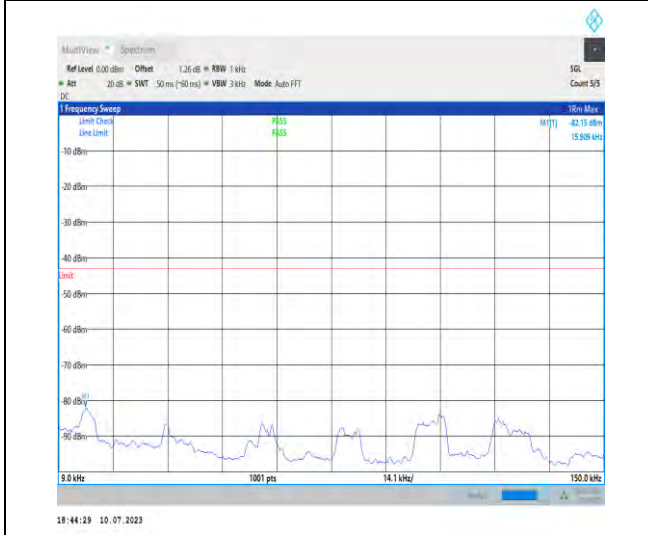 MultiView Spectrum
Ref Level 0.00 dBm Offset 1.26 dB RBW 1 kHz SGL
Att 20 dB SWT 50 ms (~60 ms) VBW 3 kHz Mode Auto FFT Count 5/5
DC
1 Frequency Sweep 1Rm Max
Limit Check PASS M1[1] -82.15 dBm
Line Limit PASS 15.909 kHz
-10 dBm
-20 dBm
-30 dBm
-40 dBm
Limit
-50 dBm
-60 dBm
-70 dBm
-80 dBm M1
-90 dBm
9.0 kHz 1001 pts 14.1 kHz/ 150.0 kHz
18:44:29 10.07.2023